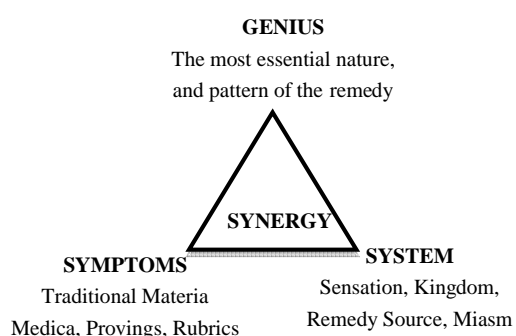 GENIUS
The most essential nature,
and pattern of the remedy
SYNERGY
SYMPTOMS
Traditional Materia
Medica, Provings, Rubrics
SYSTEM
Sensation, Kingdom,
Remedy Source, Miasm